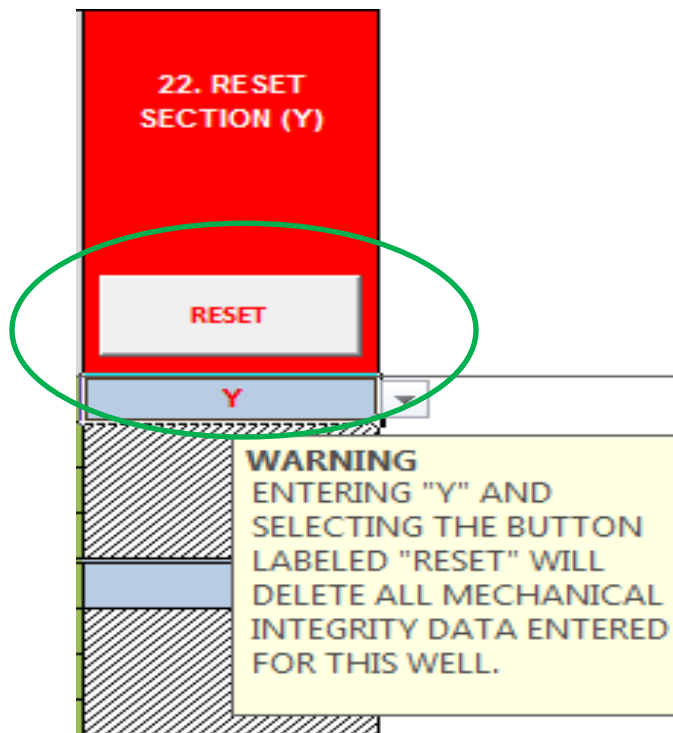 22. RESET
SECTION (Y)
RESET
Y
WARNING
ENTERING "Y" AND
SELECTING THE BUTTON
LABELED "RESET" WILL
DELETE ALL MECHANICAL
INTEGRITY DATA ENTERED
FOR THIS WELL.